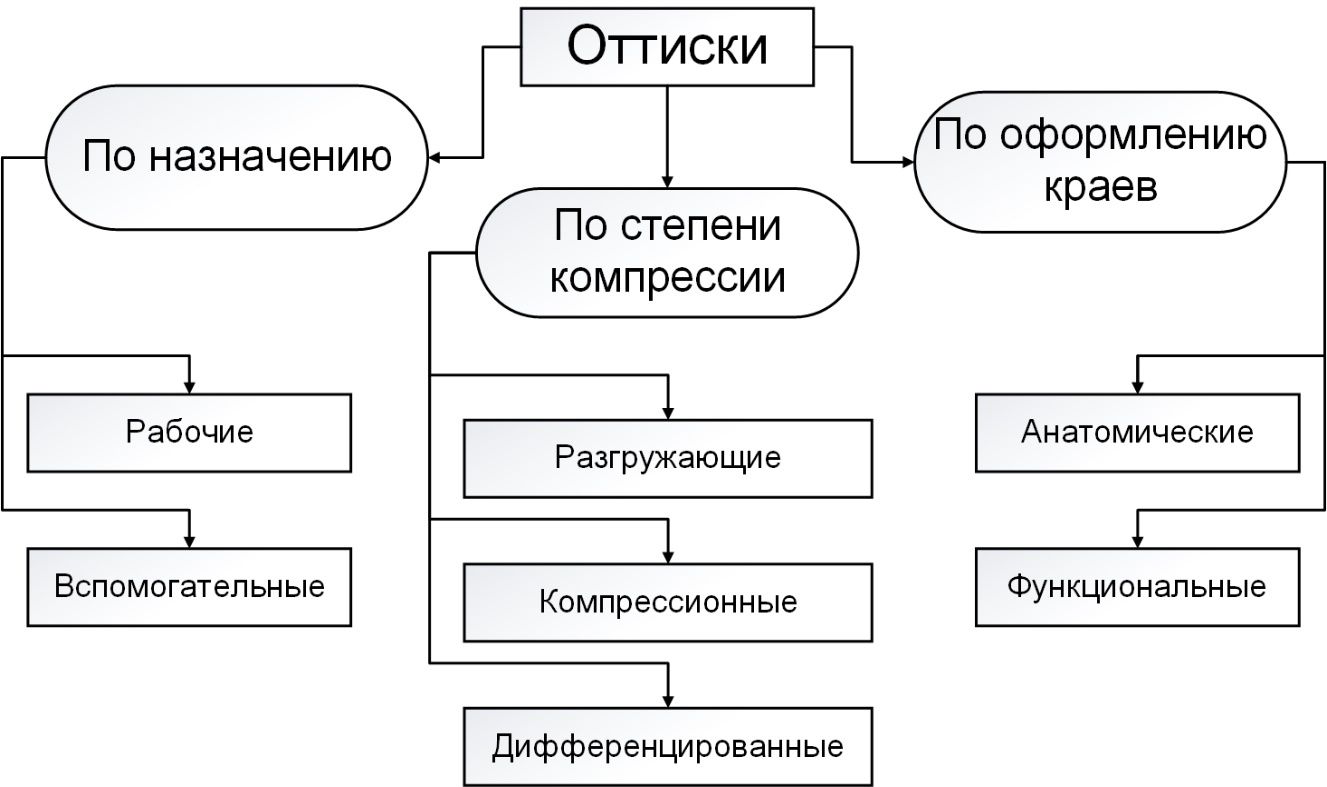 Оттиски
По назначению
По степени
компрессии
По оформлению
краев
Рабочие
Вспомогательные
Разгружающие
Компрессионные
Дифференцированные
Анатомические
Функциональные